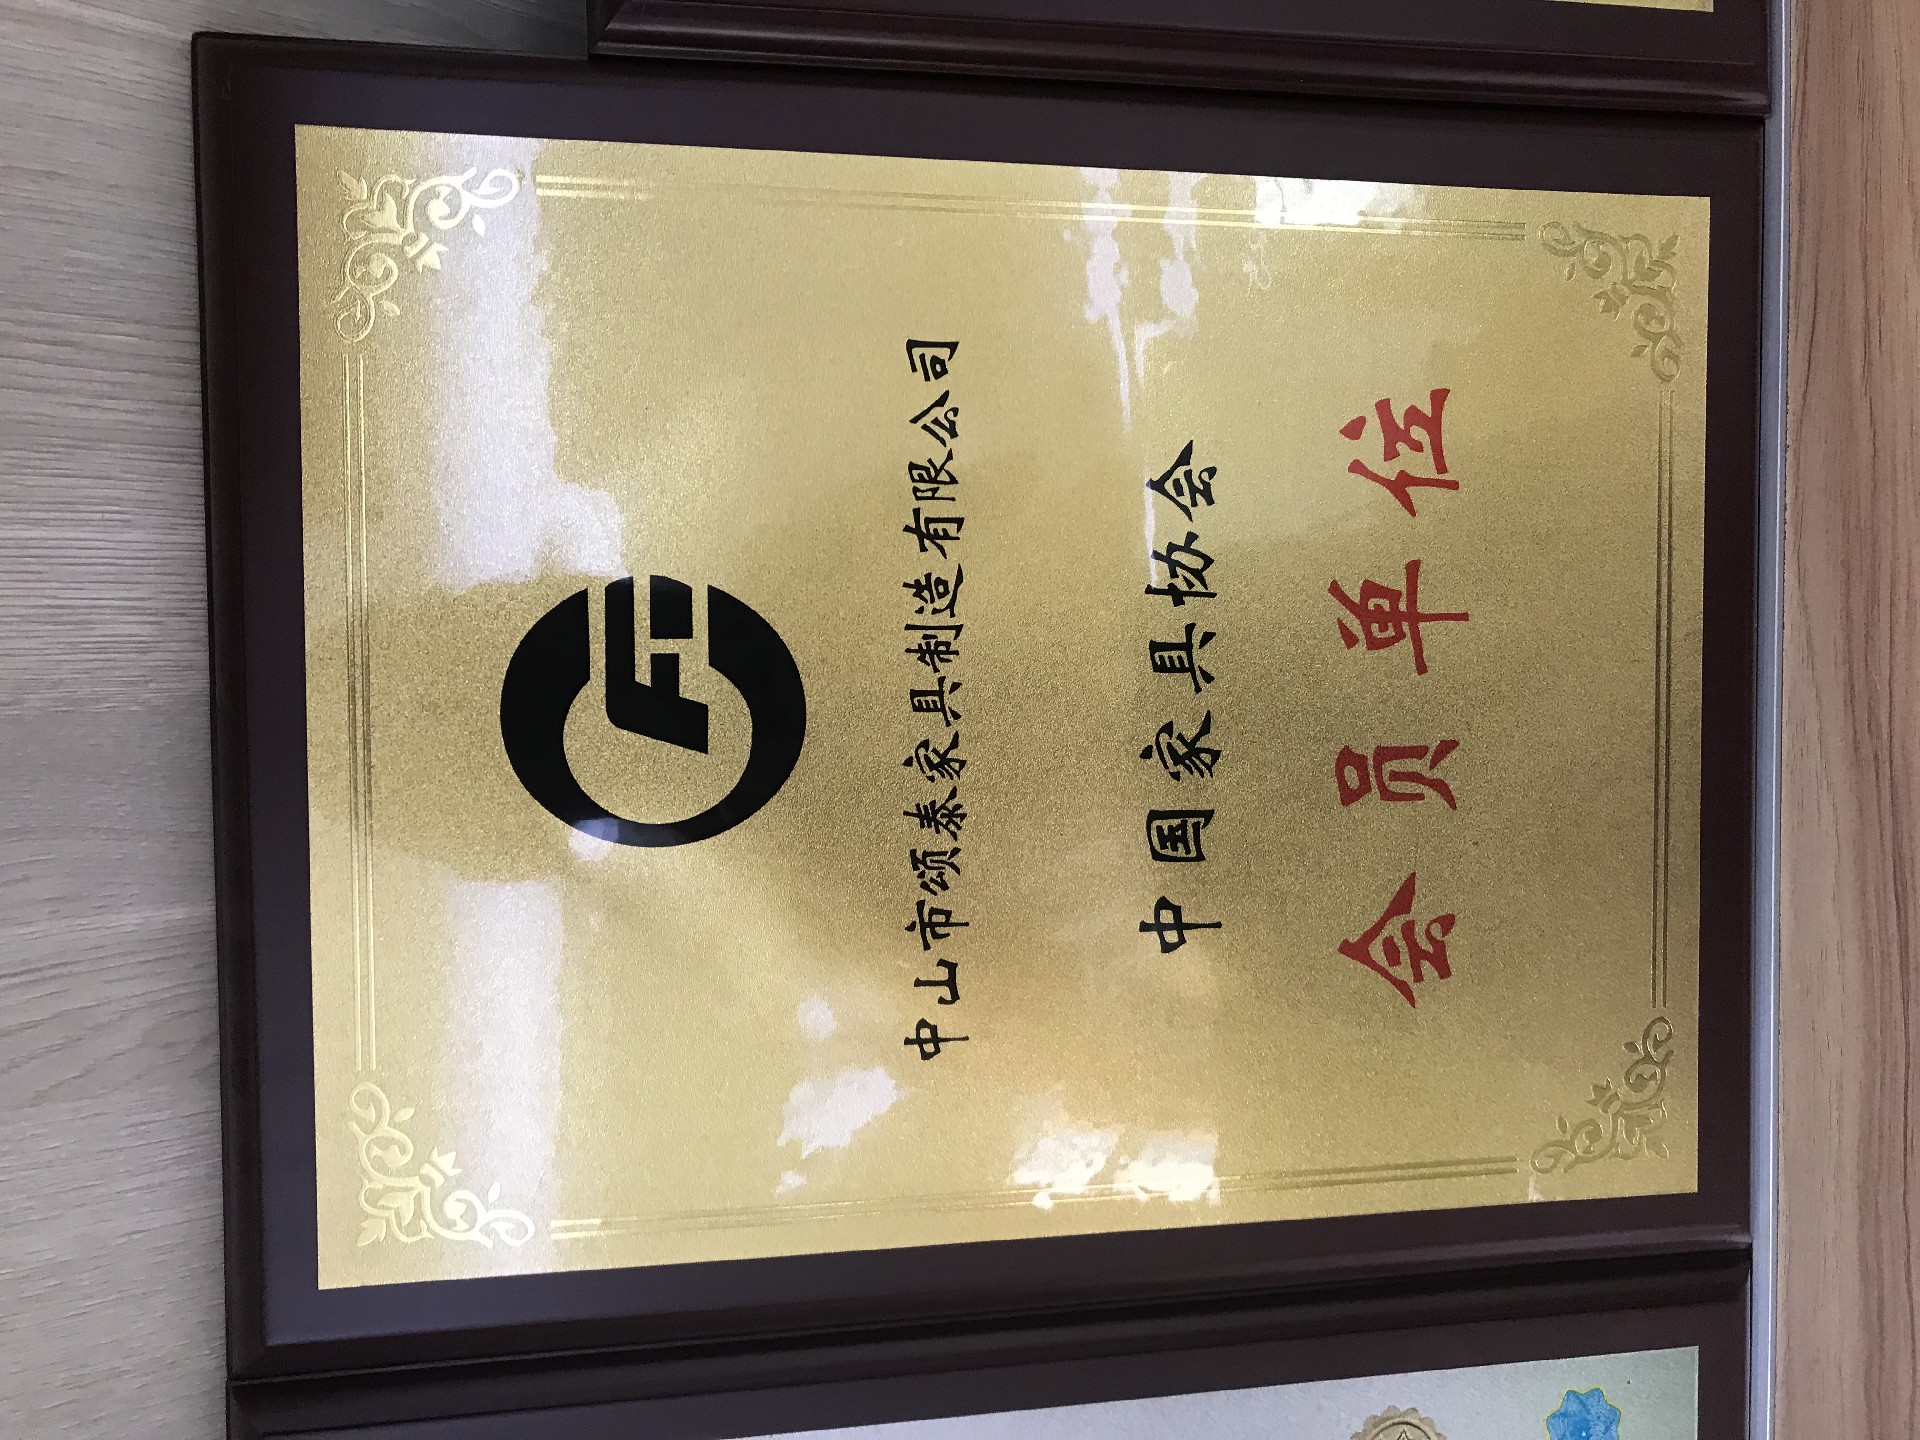 中山市颂泰家具制造有限公司
中国家具协会
会员单位